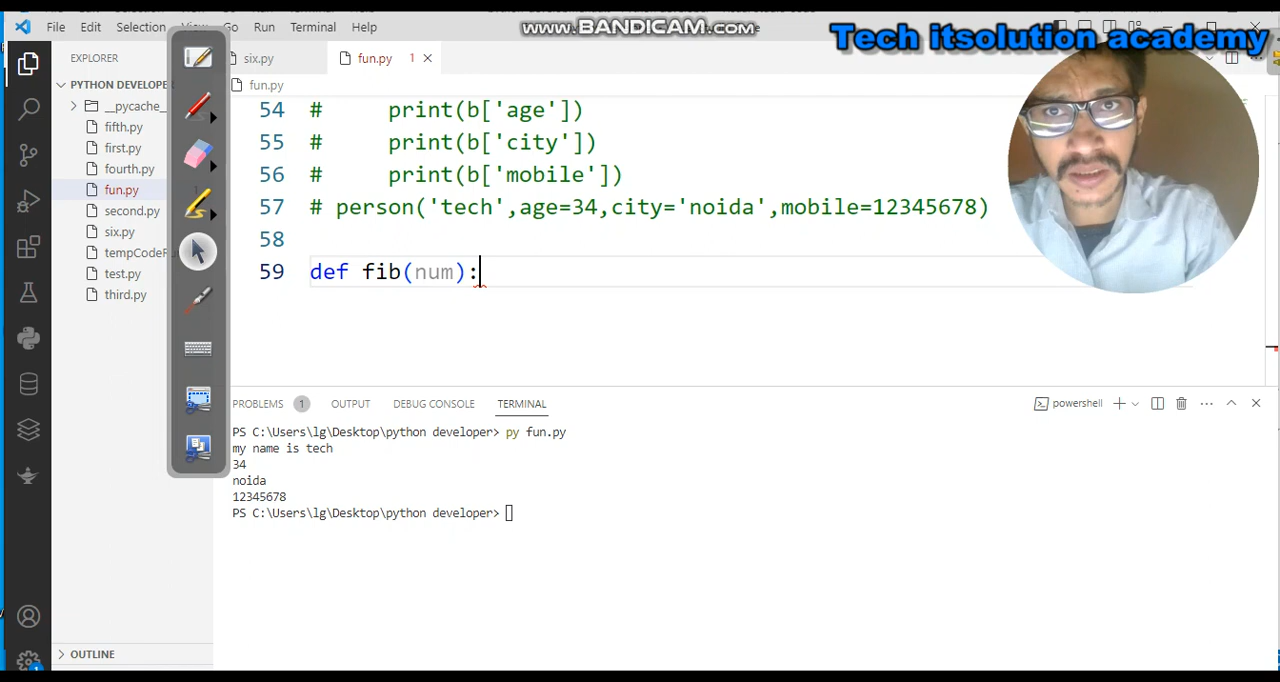 www.BANDICAM.com
Tech itsolution academy
File Edit Selection View Go Run Terminal Help
EXPLORER
six.py
fun.py 1
PYTHON DEVELOPE
fun.py
__pycache_
fifth.py
first.py
fourth.py
fun.py
second.py
six.py
tempCodeR
test.py
third.py
OUTLINE
54 # print(b['age'])
55 # print(b['city'])
56 # print(b['mobile'])
57 # person('tech',age=34,city='noida',mobile=12345678)
58
59 def fib(num):
PROBLEMS 1 OUTPUT DEBUG CONSOLE TERMINAL
powershell
PS C:\Users\lg\Desktop\python developer> py fun.py
my name is tech
34
noida
12345678
PS C:\Users\lg\Desktop\python developer>